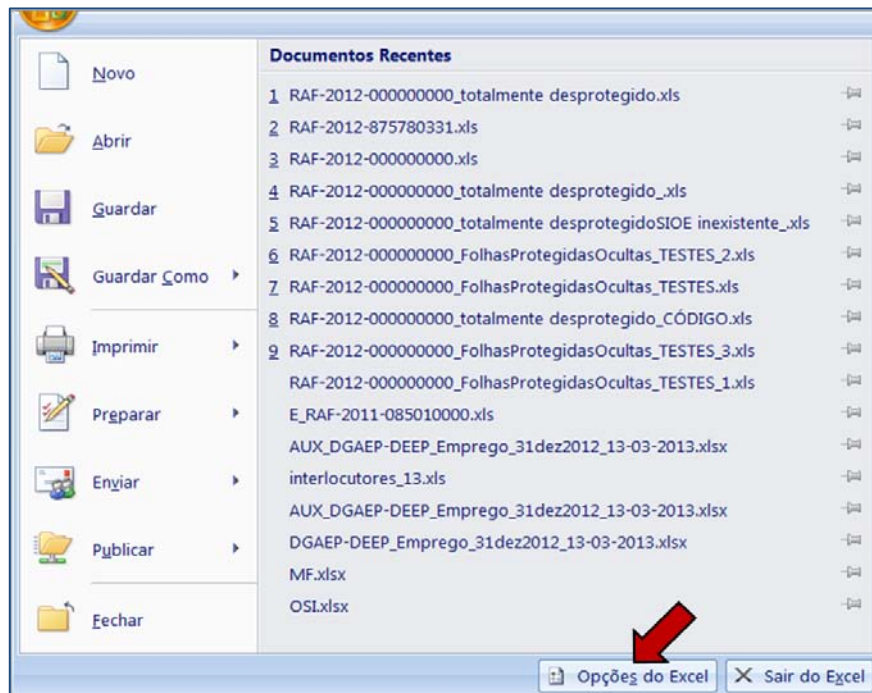 Novo
Abrir
Guardar
Guardar Como
Imprimir
Preparar
Enviar
Publicar
Fechar
Documentos Recentes
1 RAF-2012-000000000_totalmente desprotegido.xls
2 RAF-2012-875780331.xls
3 RAF-2012-000000000.xls
4 RAF-2012-000000000_totalmente desprotegido_.xls
5 RAF-2012-000000000_totalmente desprotegidoSIOE inexistente_.xls
6 RAF-2012-000000000_FolhasProtegidasOcultas_TESTES_2.xls
7 RAF-2012-000000000_FolhasProtegidasOcultas_TESTES.xls
8 RAF-2012-000000000_totalmente desprotegido_CÓDIGO.xls
9 RAF-2012-000000000_FolhasProtegidasOcultas_TESTES_3.xls
RAF-2012-000000000_FolhasProtegidasOcultas_TESTES_1.xls
E_RAF-2011-085010000.xls
AUX_DGAEP-DEEP_Emprego_31dez2012_13-03-2013.xlsx
interlocutores_13.xls
AUX_DGAEP-DEEP_Emprego_31dez2012_13-03-2013.xlsx
DGAEP-DEEP_Emprego_31dez2012_13-03-2013.xlsx
MF.xlsx
OSI.xlsx
Opções do Excel
Sair do Excel